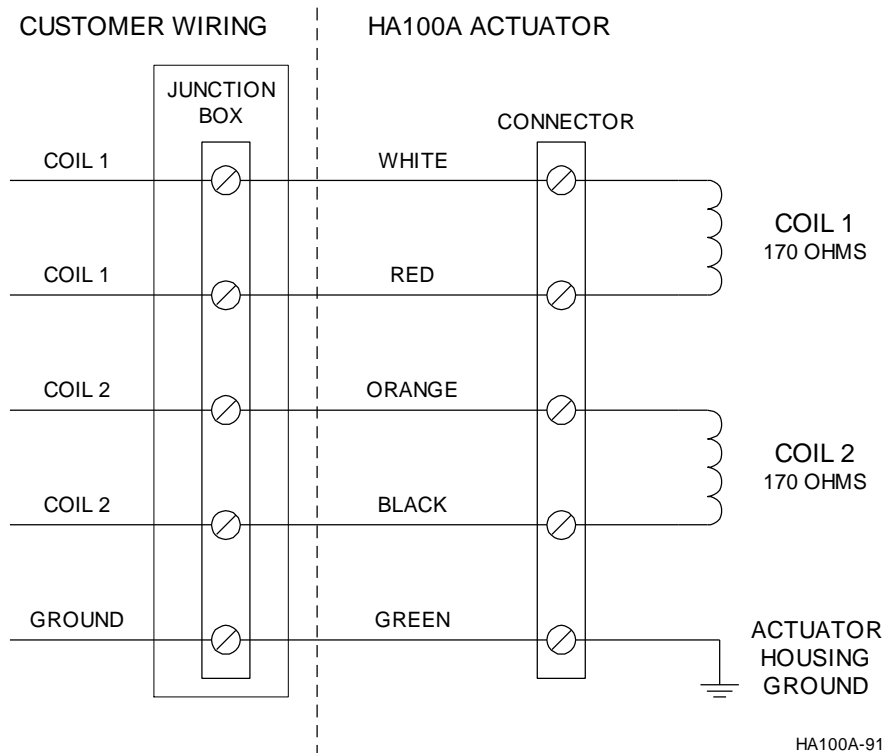 CUSTOMER WIRING
HA100A ACTUATOR
JUNCTION
BOX
CONNECTOR
COIL 1
WHITE
COIL 1
170 OHMS
COIL 1
RED
COIL 2
ORANGE
COIL 2
170 OHMS
COIL 2
BLACK
GROUND
GREEN
ACTUATOR
HOUSING
GROUND
HA100A-91